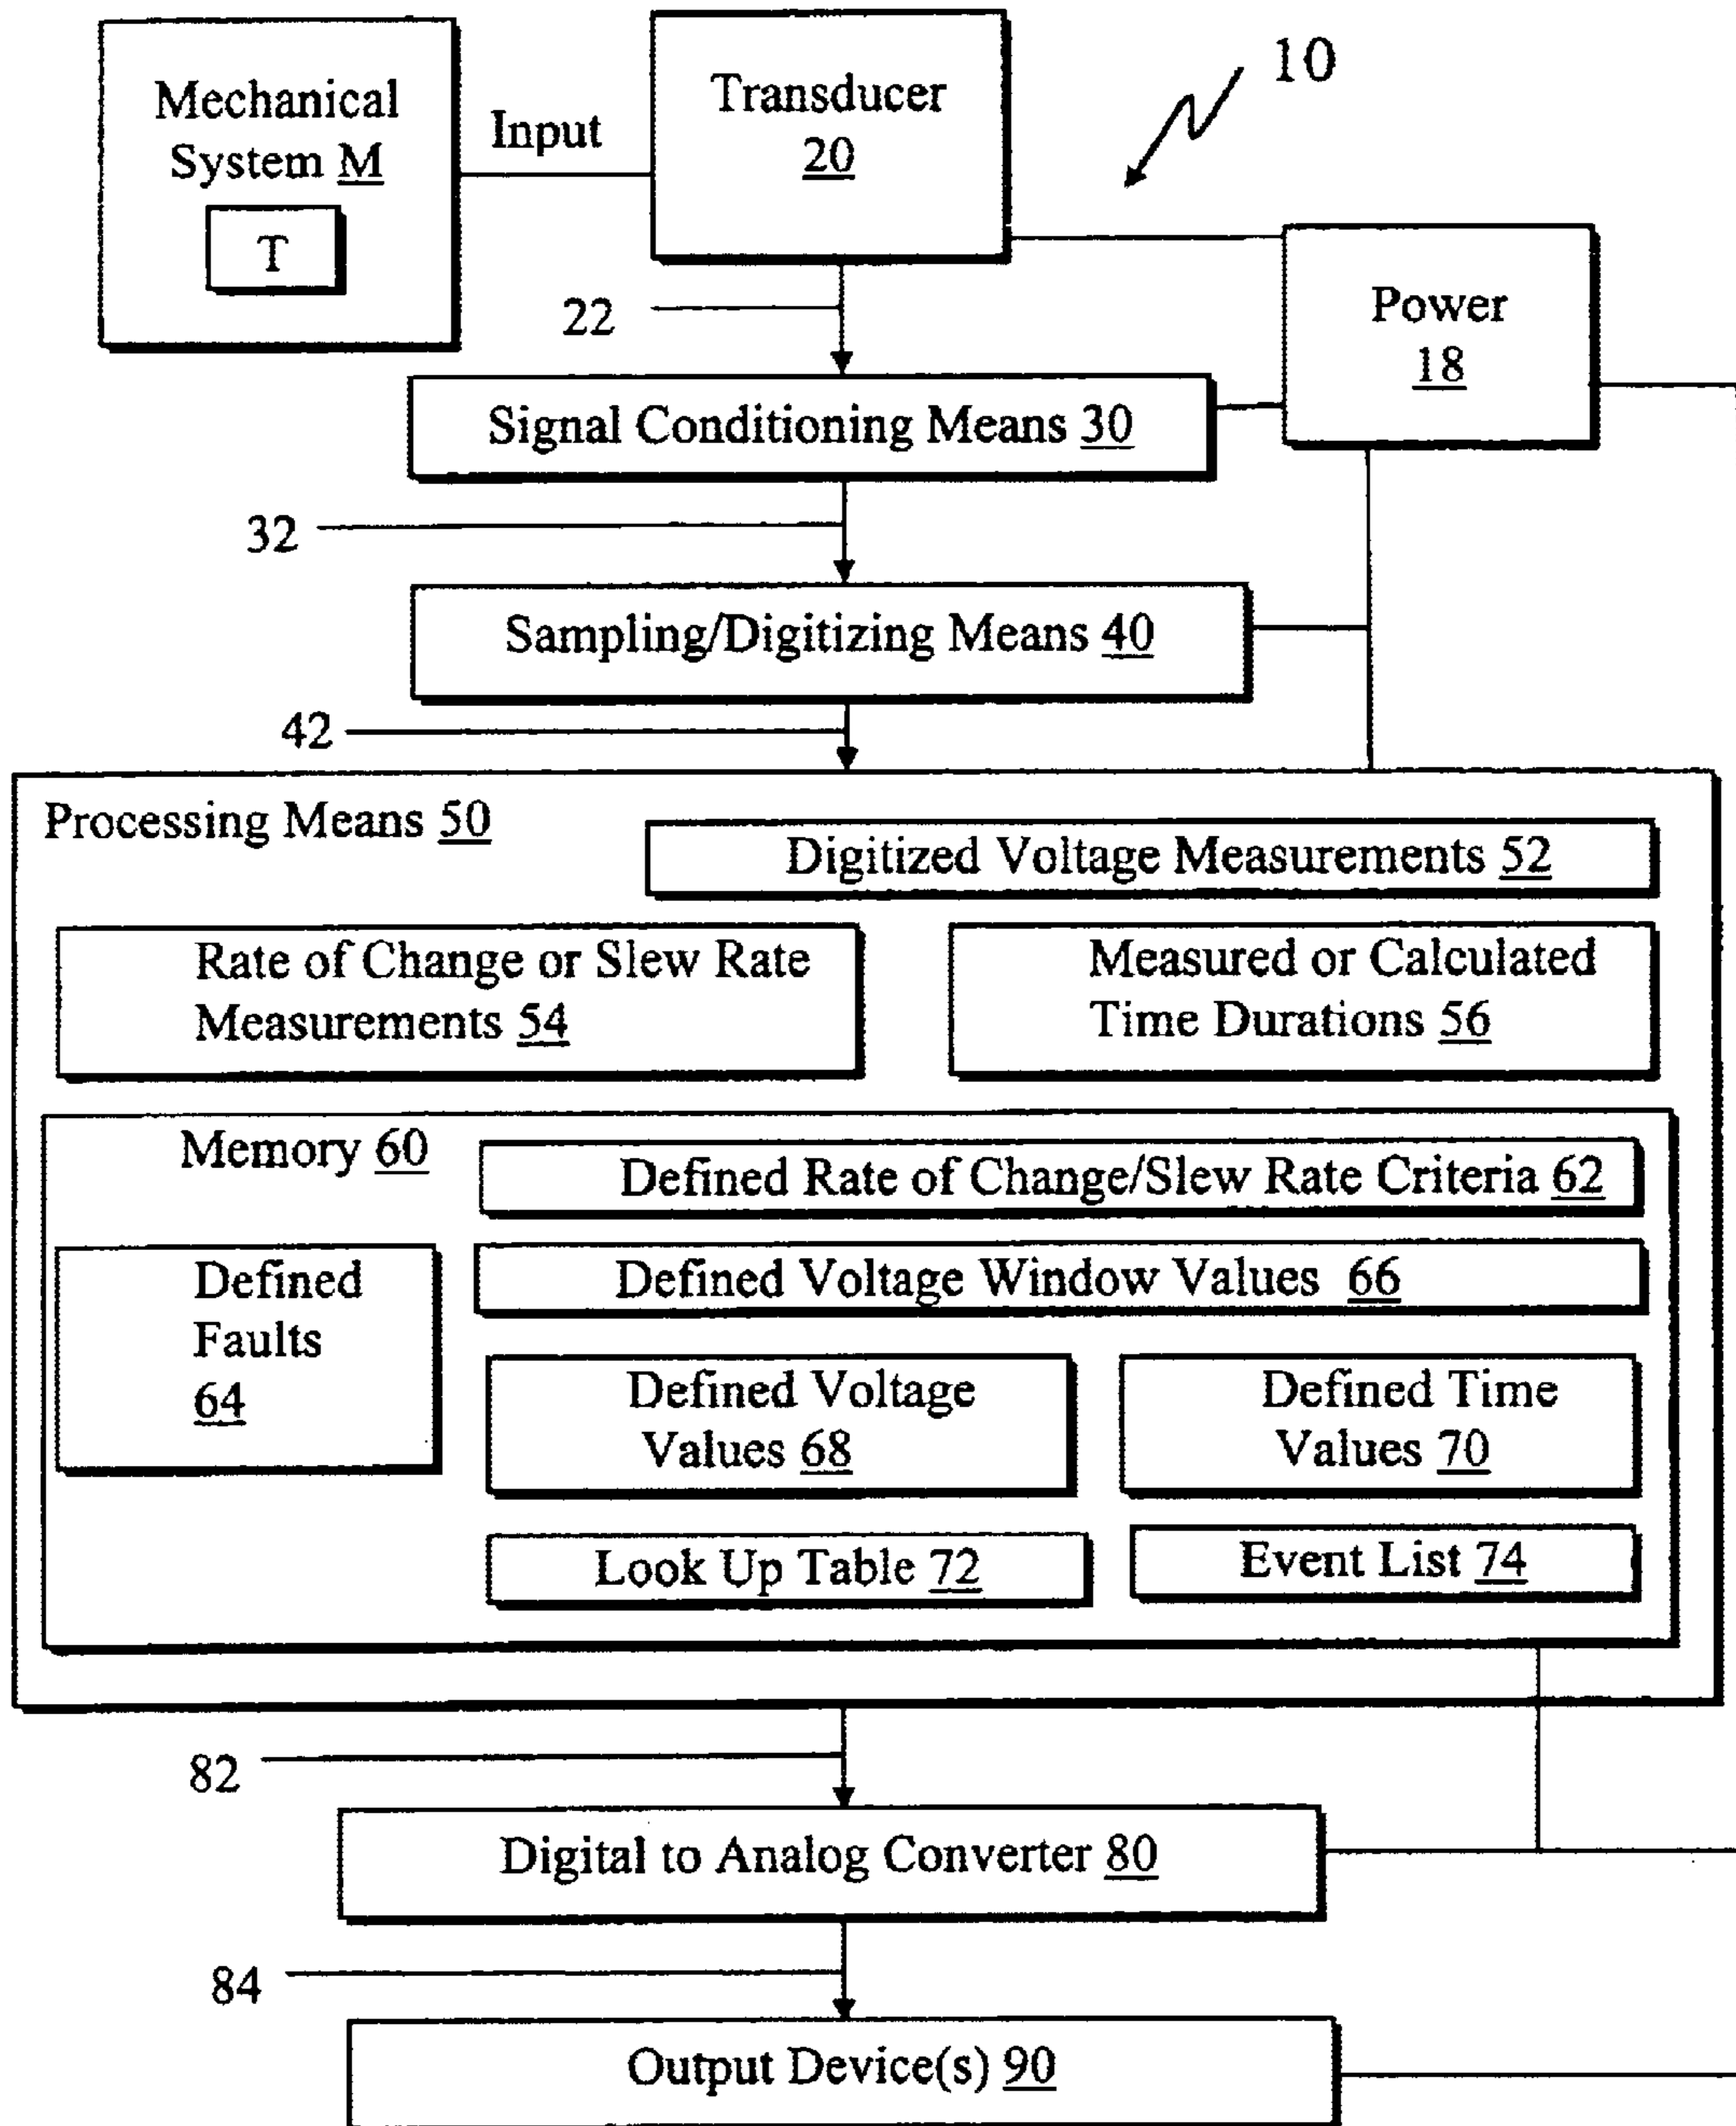 Mechanical
System M
T
Input
Transducer
20
10
Power
18
22
Signal Conditioning Means 30
32
Sampling/Digitizing Means 40
42
Processing Means 50
Digitized Voltage Measurements 52
Rate of Change or Slew Rate
Measurements 54
Measured or Calculated
Time Durations 56
Memory 60
Defined Rate of Change/Slew Rate Criteria 62
Defined
Faults
64
Defined Voltage Window Values 66
Defined Voltage
Values 68
Defined Time
Values 70
Look Up Table 72
Event List 74
82
Digital to Analog Converter 80
84
Output Device(s) 90